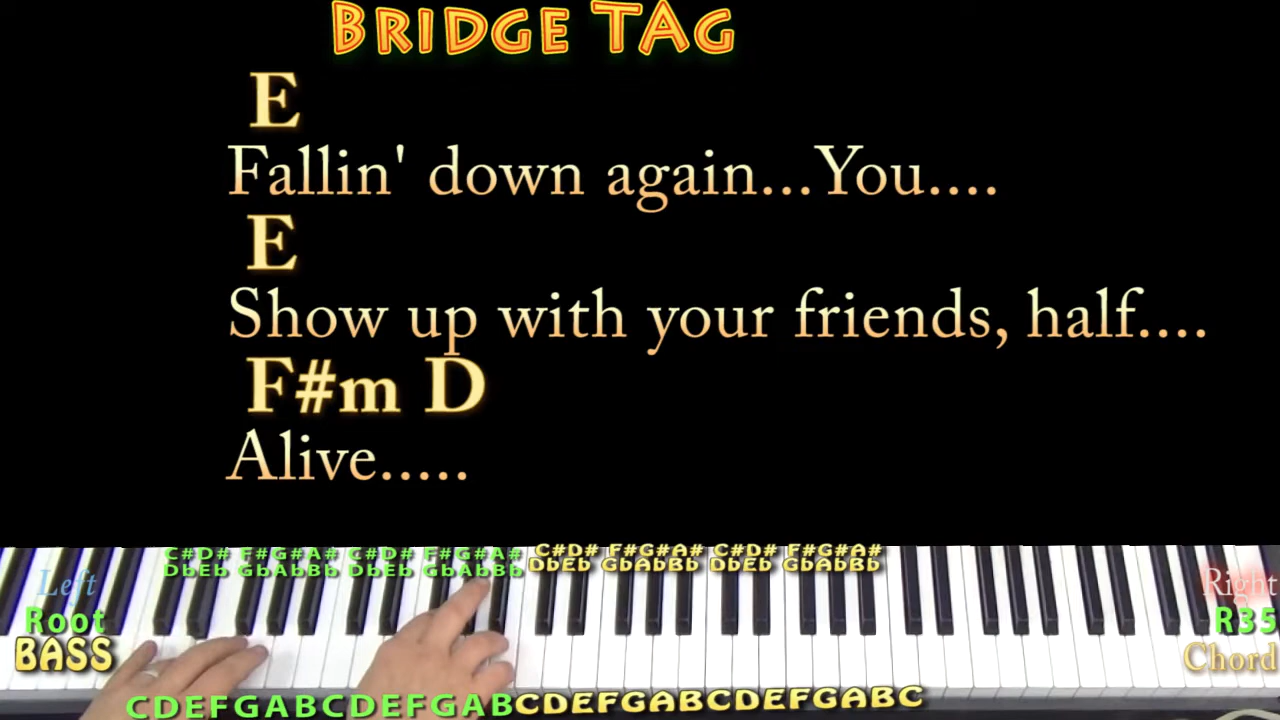 BRIDGE TAG
E
Fallin' down again...You....
E
Show up with your friends, half....
F#m D
Alive.....
C#D# F#G#A# C#D# F#G#A# C#D# F#G#A# C#D# F#G#A#
DbEb GbAbBb DbEb GbAbBb DbEb GbAbBb DbEb GbAbBb
Left
Root
BASS
Right
R35
Chord
CDEFGABCDEFGABCDEFGABCDEFGABC